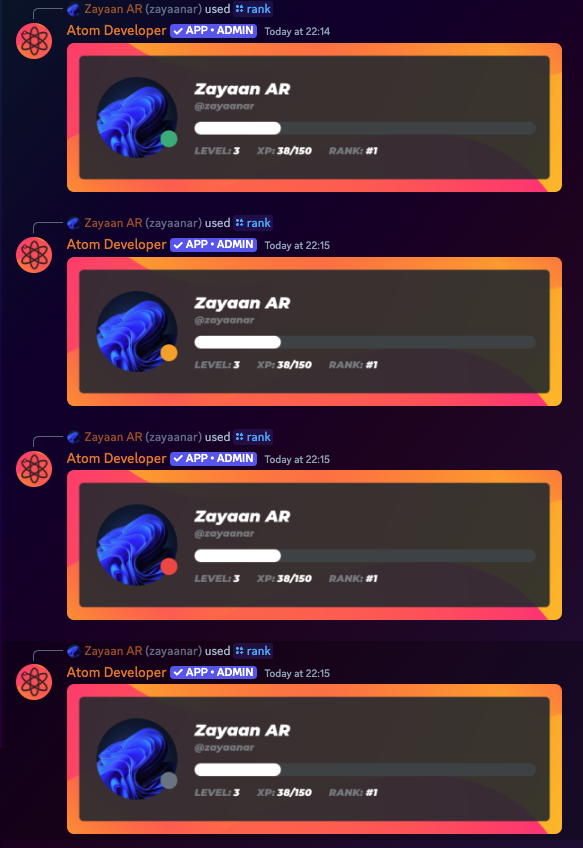 Zayaan AR (zayaanar) used rank
Atom Developer APP • ADMIN Today at 22:14
Zayaan AR
@zayaanar
LEVEL: 3 XP: 38/150 RANK: #1
Zayaan AR (zayaanar) used rank
Atom Developer APP • ADMIN Today at 22:15
Zayaan AR
@zayaanar
LEVEL: 3 XP: 38/150 RANK: #1
Zayaan AR (zayaanar) used rank
Atom Developer APP • ADMIN Today at 22:15
Zayaan AR
@zayaanar
LEVEL: 3 XP: 38/150 RANK: #1
Zayaan AR (zayaanar) used rank
Atom Developer APP • ADMIN Today at 22:15
Zayaan AR
@zayaanar
LEVEL: 3 XP: 38/150 RANK: #1